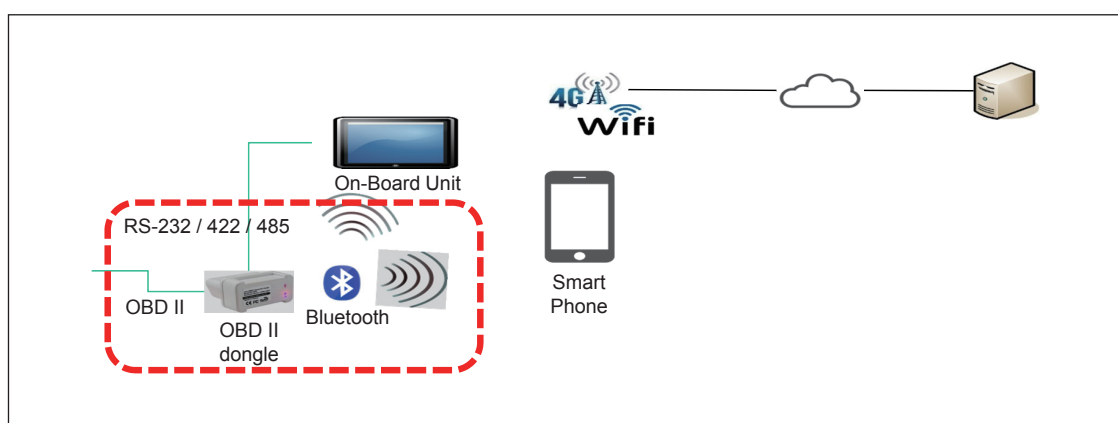 4G
Wifi
On-Board Unit
RS-232 / 422 / 485
OBD II
OBD II
dongle
Bluetooth
Smart
Phone